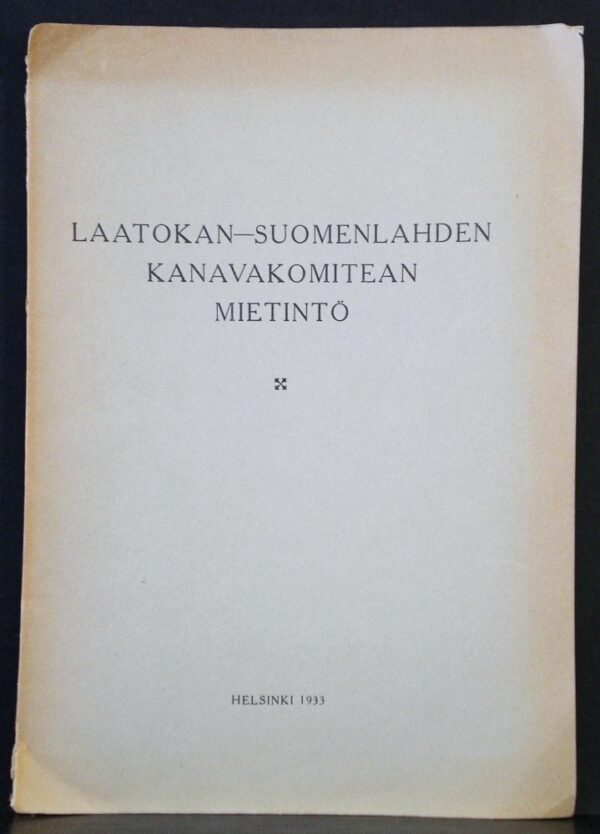 LAATOKAN—SUOMENLAHDEN
KANAVAKOMITEAN
MIETINTÖ
HELSINKI 1933